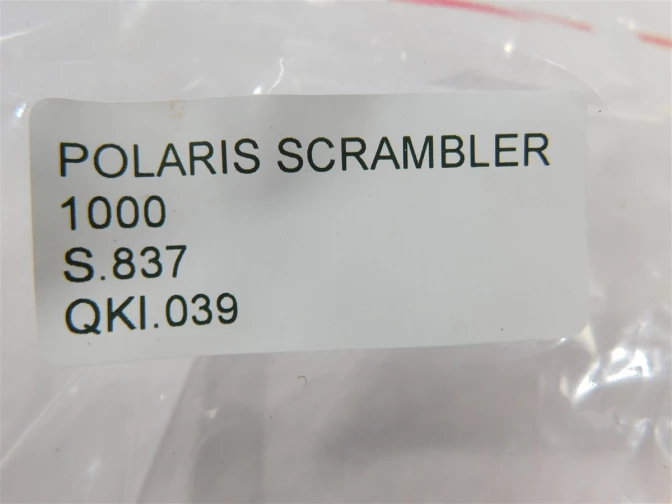 POLARIS SCRAMBLER
1000
S.837
QKI.039